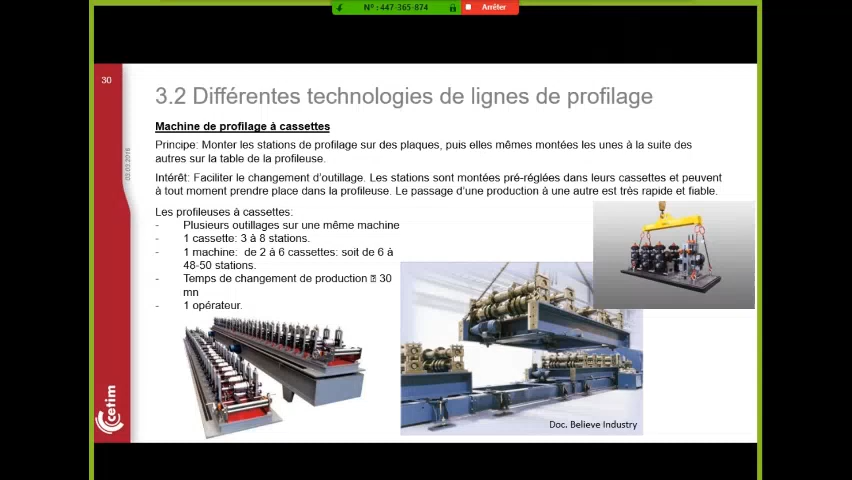 N° : 447-365-874
Arrêter
30
3.2 Différentes technologies de lignes de profilage
Machine de profilage à cassettes
Principe: Monter les stations de profilage sur des plaques, puis elles mêmes montées les unes à la suite des
autres sur la table de la profileuse.
Intérêt: Faciliter le changement d'outillage. Les stations sont montées pré-réglées dans leurs cassettes et peuvent
à tout moment prendre place dans la profileuse. Le passage d'une production à une autre est très rapide et fiable.
Les profileuses à cassettes:
- Plusieurs outillages sur une même machine
- 1 cassette: 3 à 8 stations.
- 1 machine: de 2 à 6 cassettes: soit de 6 à
48-50 stations.
- Temps de changement de production 30
mn
- 1 opérateur.
Doc. Believe Industry
cetim